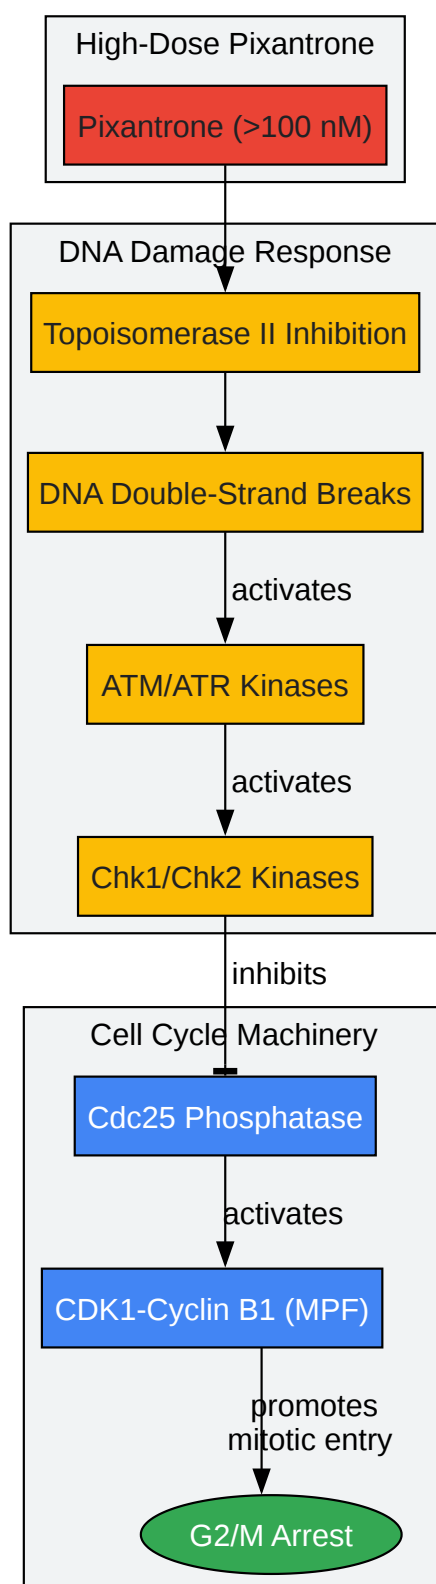 High-Dose Pixantrone
Pixantrone (>100 nM)
DNA Damage Response
Topoisomerase II Inhibition
DNA Double-Strand Breaks
activates
ATM/ATR Kinases
activates
Chk1/Chk2 Kinases
inhibits
Cell Cycle Machinery
Cdc25 Phosphatase
activates
CDK1-Cyclin B1 (MPF)
promotes
mitotic entry
G2/M Arrest